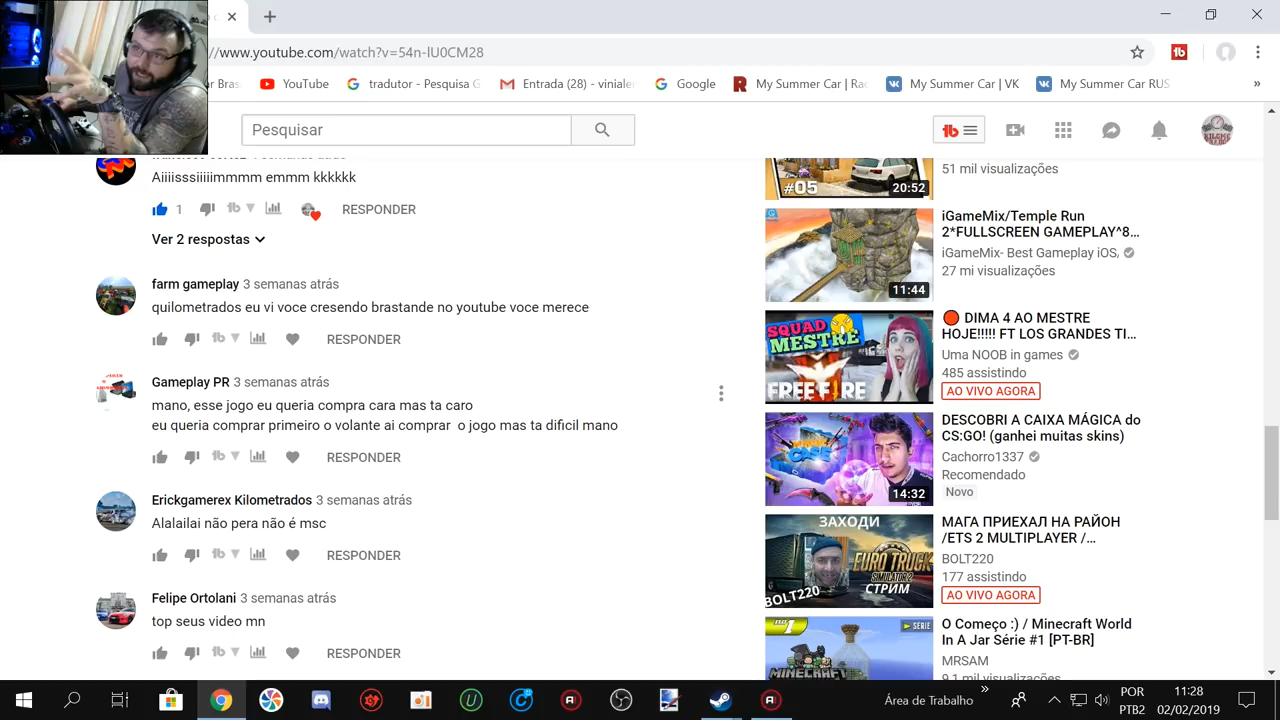 //www.youtube.com/watch?v=54n-lU0CM28
YouTube
tradutor - Pesquisa G
Entrada (28) - vinialer
Google
My Summer Car | Rac
My Summer Car | VK
My Summer Car RUS
»
Pesquisar
Aiiiisssiiiiimmmm emmm kkkkkk
1
RESPONDER
Ver 2 respostas
farm gameplay 3 semanas atrás
quilometrados eu vi voce cresendo brastande no youtube voce merece
RESPONDER
Gameplay PR 3 semanas atrás
mano, esse jogo eu queria compra cara mas ta caro
eu queria comprar primeiro o volante ai comprar o jogo mas ta dificil mano
RESPONDER
Erickgamerex Kilometrados 3 semanas atrás
Alalailai não pera não é msc
RESPONDER
Felipe Ortolani 3 semanas atrás
top seus video mn
RESPONDER
#05
20:52
51 mil visualizações
11:44
iGameMix/Temple Run
2*FULLSCREEN GAMEPLAY^8...
iGameMix- Best Gameplay iOS,
27 mi visualizações
SQUAD
MESTRE
FREE FIRE
DIMA 4 AO MESTRE
HOJE!!!!! FT LOS GRANDES TI...
Uma NOOB in games
485 assistindo
AO VIVO AGORA
CASE
14:32
DESCOBRI A CAIXA MÁGICA do
CS:GO! (ganhei muitas skins)
Cachorro1337
Recomendado
Novo
ЗАХОДИ
EURO TRUCK
SIMULATOR 2
СТРИМ
BOLT220
МАГА ПРИЕХАЛ НА РАЙОН
/ETS 2 MULTIPLAYER /...
BOLT220
177 assistindo
AO VIVO AGORA
nº1
SÉRIE
MINECRAFT
O Começo :) / Minecraft World
In A Jar Série #1 [PT-BR]
MRSAM
9,1 mil visualizações
Área de Trabalho
»
POR
PTB2
11:28
02/02/2019